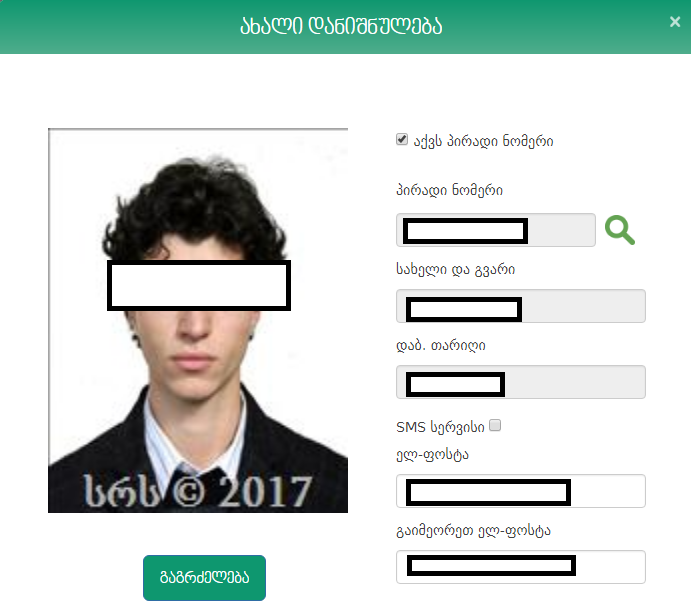 ახალი დანიშნულება
×
აქვს პირადი ნომერი
პირადი ნომერი
სახელი და გვარი
დაბ. თარიღი
SMS სერვისი
ელ-ფოსტა
გაიმეორეთ ელ-ფოსტა
სრს © 2017
გაგრძელება